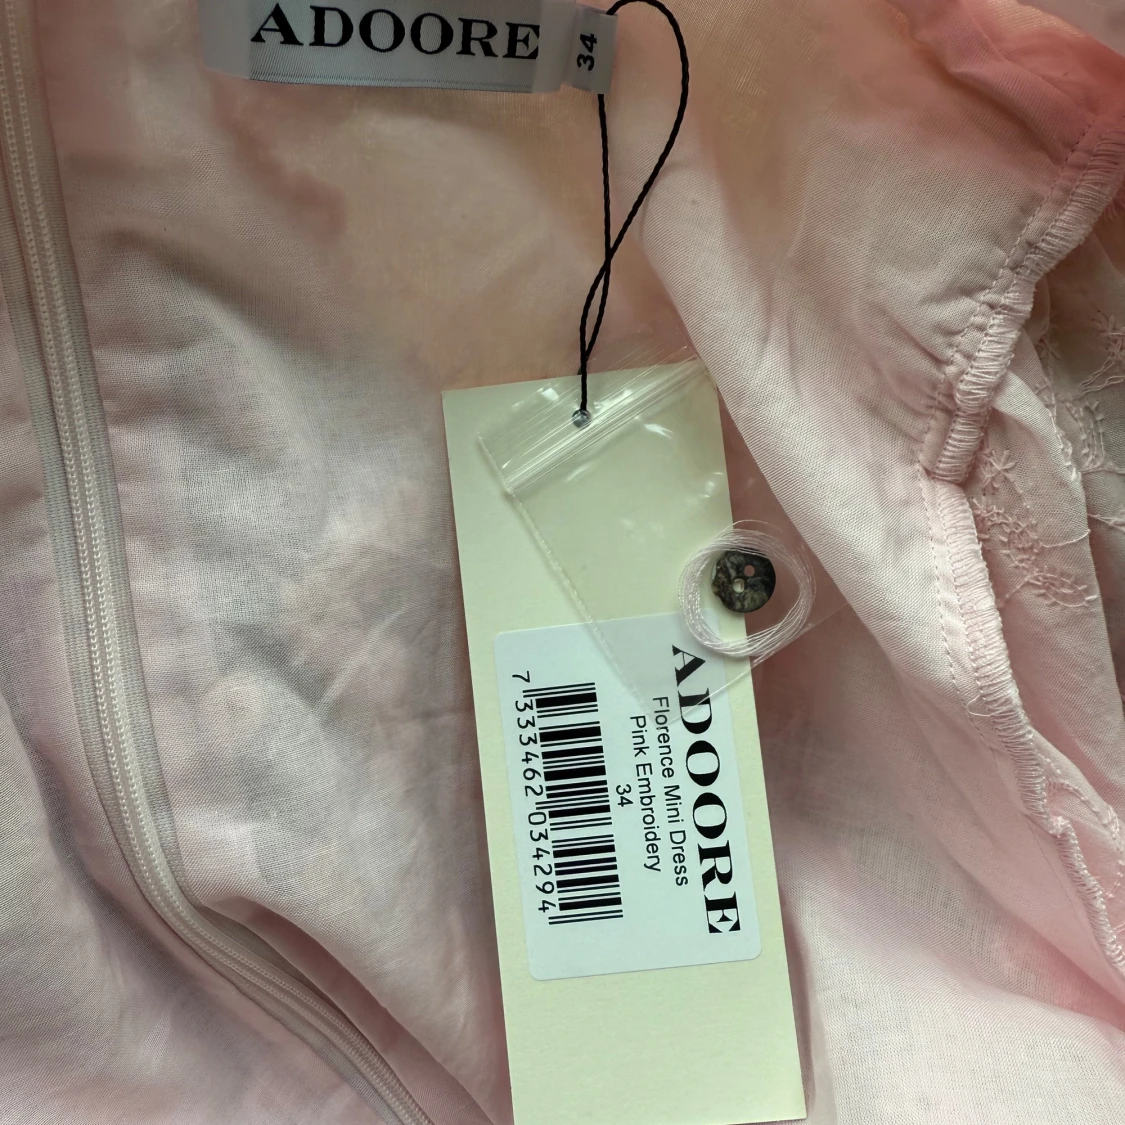 ADOORE
34
ADOORE
Florence Mini Dress
Pink Embroidery
34
7 333462 034294